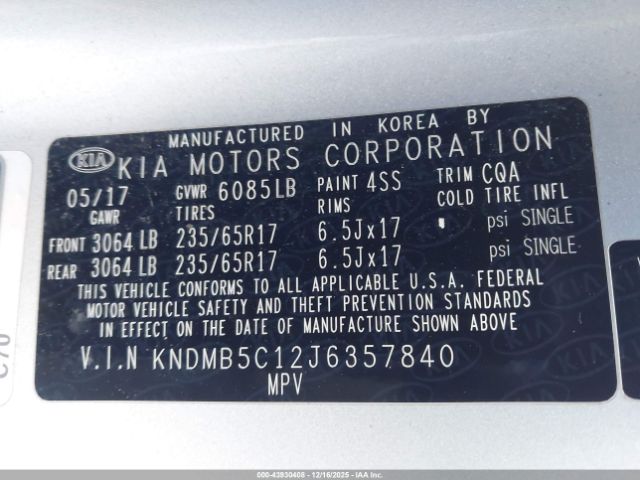 MANUFACTURED IN KOREA BY
KIA KIA MOTORS CORPORATION
05/17 GVWR 6085LB PAINT 4SS TRIM CQA
GAWR TIRES RIMS COLD TIRE INFL
FRONT 3064 LB 235/65R17 6.5Jx17 psi SINGLE
REAR 3064 LB 235/65R17 6.5Jx17 psi SINGLE
THIS VEHICLE CONFORMS TO ALL APPLICABLE U.S.A. FEDERAL
MOTOR VEHICLE SAFETY AND THEFT PREVENTION STANDARDS
IN EFFECT ON THE DATE OF MANUFACTURE SHOWN ABOVE
V.I.N KNDMB5C12J6357840
MPV
000-43930408 - 12/16/2025 - IAAI.COM